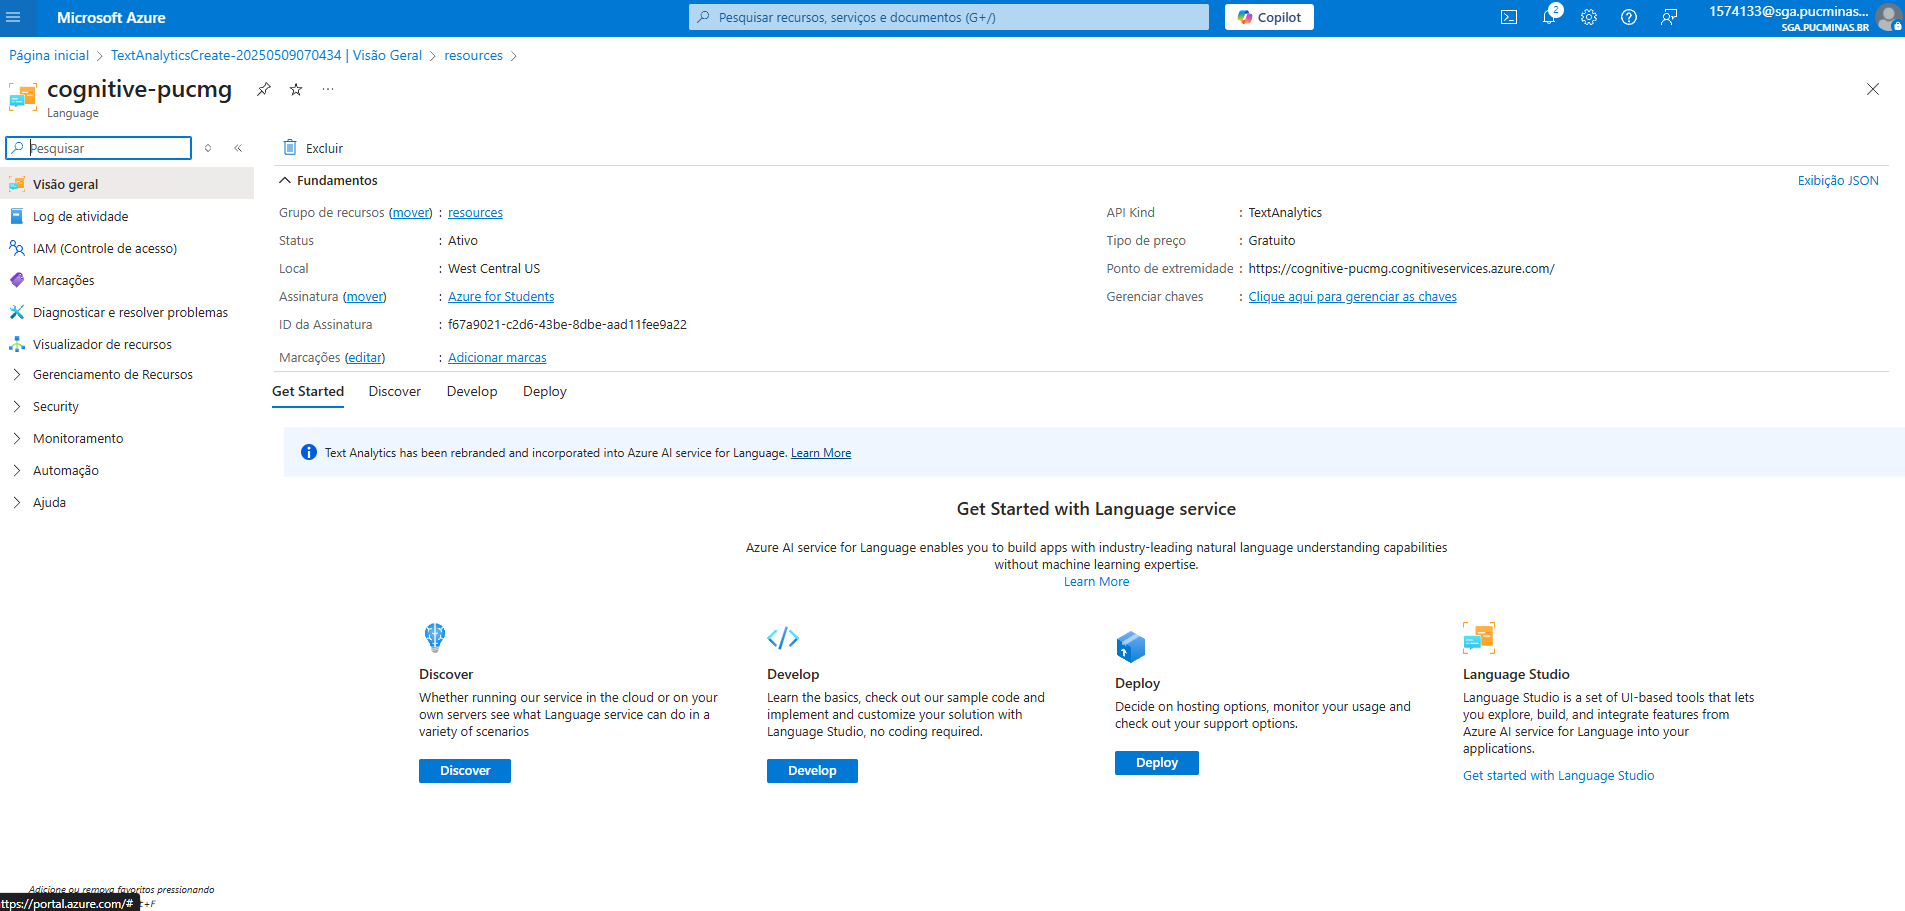 Microsoft Azure
Pesquisar recursos, serviços e documentos (G+/)
Copilot
2
1574133@sga.pucminas...
SGA.PUCMINAS.BR
Página inicial > TextAnalyticsCreate-20250509070434 | Visão Geral > resources >
cognitive-pucmg
Language
Pesquisar
Visão geral
Log de atividade
IAM (Controle de acesso)
Marcações
Diagnosticar e resolver problemas
Visualizador de recursos
Gerenciamento de Recursos
Security
Monitoramento
Automação
Ajuda
Adicione ou remova favoritos pressionando
ttps://portal.azure.com/#
+F
Excluir
Fundamentos
Exibição JSON
Grupo de recursos (mover) : resources
Status : Ativo
Local : West Central US
Assinatura (mover) : Azure for Students
ID da Assinatura : f67a9021-c2d6-43be-8dbe-aad11fee9a22
Marcações (editar) : Adicionar marcas
API Kind : TextAnalytics
Tipo de preço : Gratuito
Ponto de extremidade : https://cognitive-pucmg.cognitiveservices.azure.com/
Gerenciar chaves : Clique aqui para gerenciar as chaves
Get Started Discover Develop Deploy
Text Analytics has been rebranded and incorporated into Azure AI service for Language. Learn More
Get Started with Language service
Azure AI service for Language enables you to build apps with industry-leading natural language understanding capabilities
without machine learning expertise.
Learn More
Discover
Whether running our service in the cloud or on your
own servers see what Language service can do in a
variety of scenarios
Discover
Develop
Learn the basics, check out our sample code and
implement and customize your solution with
Language Studio, no coding required.
Develop
Deploy
Decide on hosting options, monitor your usage and
check out your support options.
Deploy
Language Studio
Language Studio is a set of UI-based tools that lets
you explore, build, and integrate features from
Azure AI service for Language into your
applications.
Get started with Language Studio